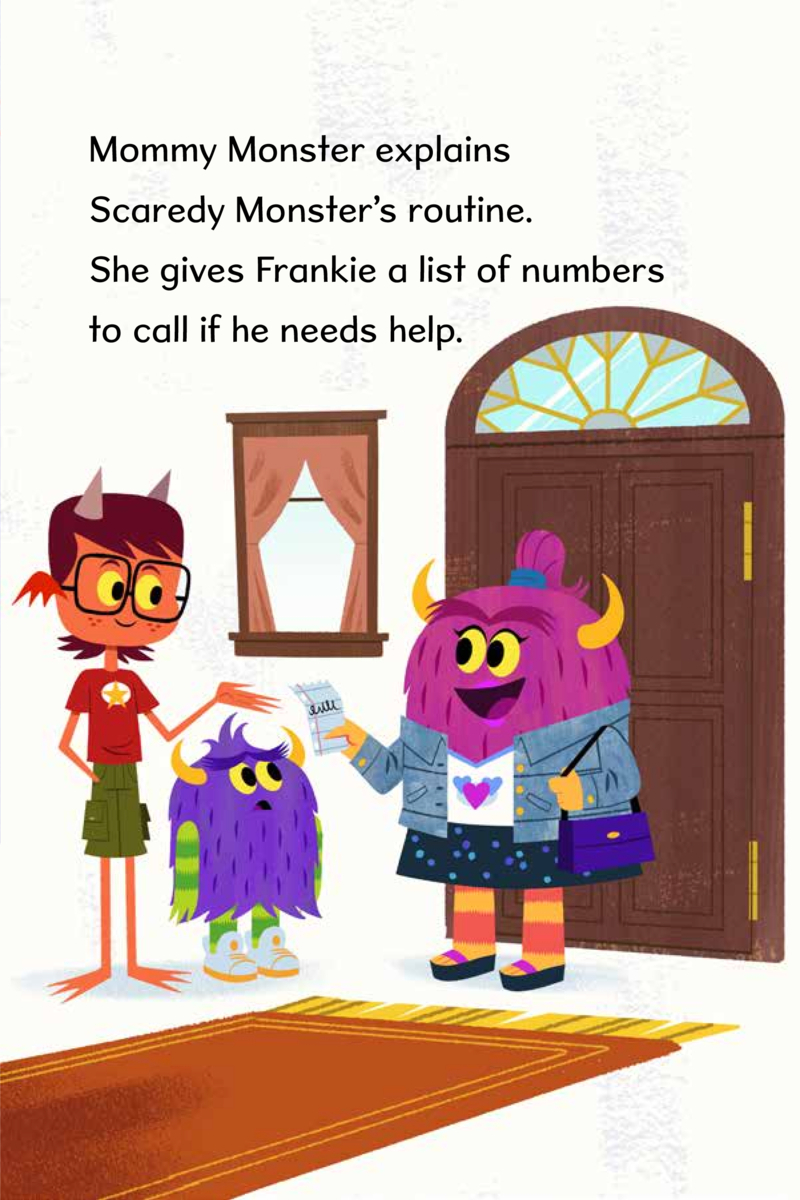 Mommy Monster explains
Scaredy Monster’s routine.
She gives Frankie a list of numbers
to call if he needs help.